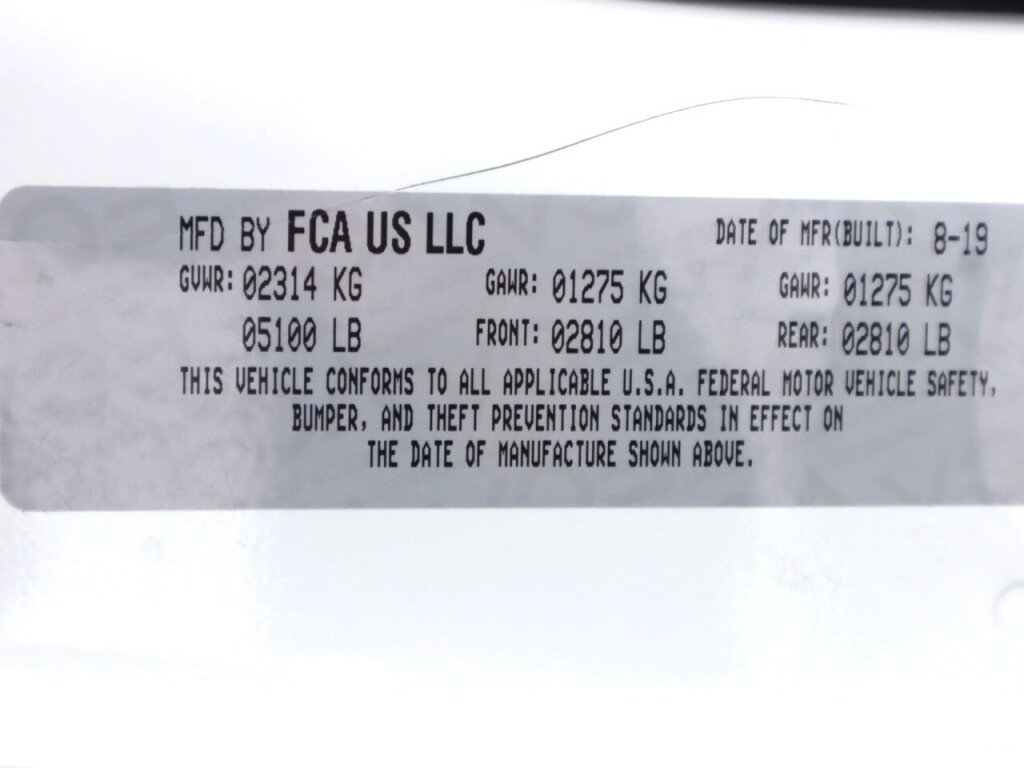 MFD BY FCA US LLC DATE OF MFR(BUILT): 8-19
GVWR: 02314 KG GAWR: 01275 KG GAWR: 01275 KG
05100 LB FRONT: 02810 LB REAR: 02810 LB
THIS VEHICLE CONFORMS TO ALL APPLICABLE U.S.A. FEDERAL MOTOR VEHICLE SAFETY,
BUMPER, AND THEFT PREVENTION STANDARDS IN EFFECT ON
THE DATE OF MANUFACTURE SHOWN ABOVE.